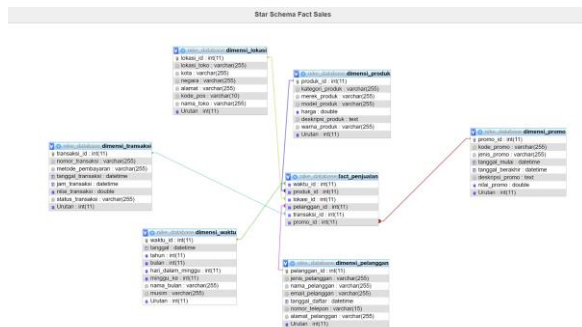 Star Schema Fact Sales
dimensi_lokasi
lokasi_id : int(11)
lokasi_toko : varchar(255)
kota : varchar(255)
negara : varchar(255)
alamat : varchar(255)
kode_pos : varchar(10)
nama_toko : varchar(255)
Urutan : int(11)
dimensi_produk
produk_id : int(11)
kategori_produk : varchar(255)
merek_produk : varchar(255)
model_produk : varchar(255)
harga : double
deskripsi_produk : text
warna_produk : varchar(255)
Urutan : int(11)
dimensi_promo
promo_id : int(11)
kode_promo : varchar(255)
jenis_promo : varchar(255)
tanggal_mulai : datetime
tanggal_berakhir : datetime
deskripsi_promo : text
nilai_promo : double
Urutan : int(11)
dimensi_transaksi
transaksi_id : int(11)
nomor_transaksi : varchar(255)
metode_pembayaran : varchar(255)
tanggal_transaksi : datetime
jam_transaksi : datetime
nilai_transaksi : double
status_transaksi : varchar(255)
Urutan : int(11)
fact_penjualan
waktu_id : int(11)
produk_id : int(11)
lokasi_id : int(11)
pelanggan_id : int(11)
transaksi_id : int(11)
promo_id : int(11)
dimensi_waktu
waktu_id : int(11)
tanggal : datetime
tahun : int(11)
bulan : int(11)
hari_dalam_minggu : int(11)
minggu_ke : int(11)
nama_bulan : varchar(255)
musim : varchar(255)
Urutan : int(11)
dimensi_pelanggan
pelanggan_id : int(11)
jenis_pelanggan : varchar(255)
nama_pelanggan : varchar(255)
email_pelanggan : varchar(255)
tanggal_daftar : datetime
nomor_telepon : varchar(15)
alamat_pelanggan : varchar(255)
Urutan : int(11)